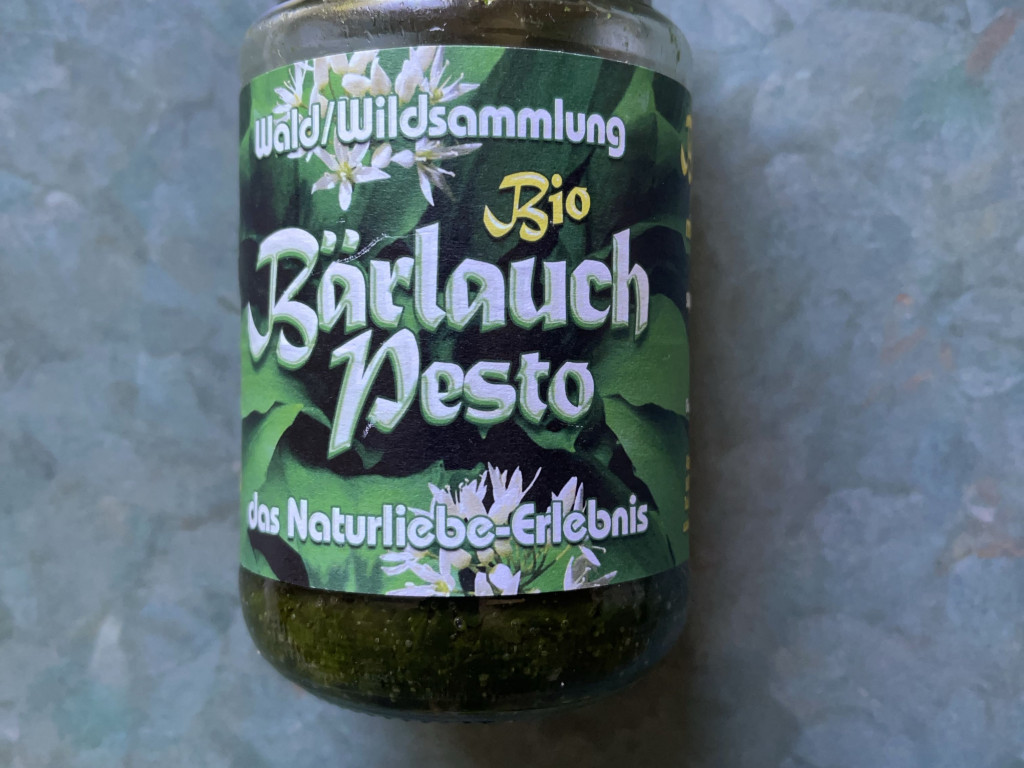 Wald/Wildsammlung
Bio
Bärlauch
Pesto
das Naturliebe-Erlebnis